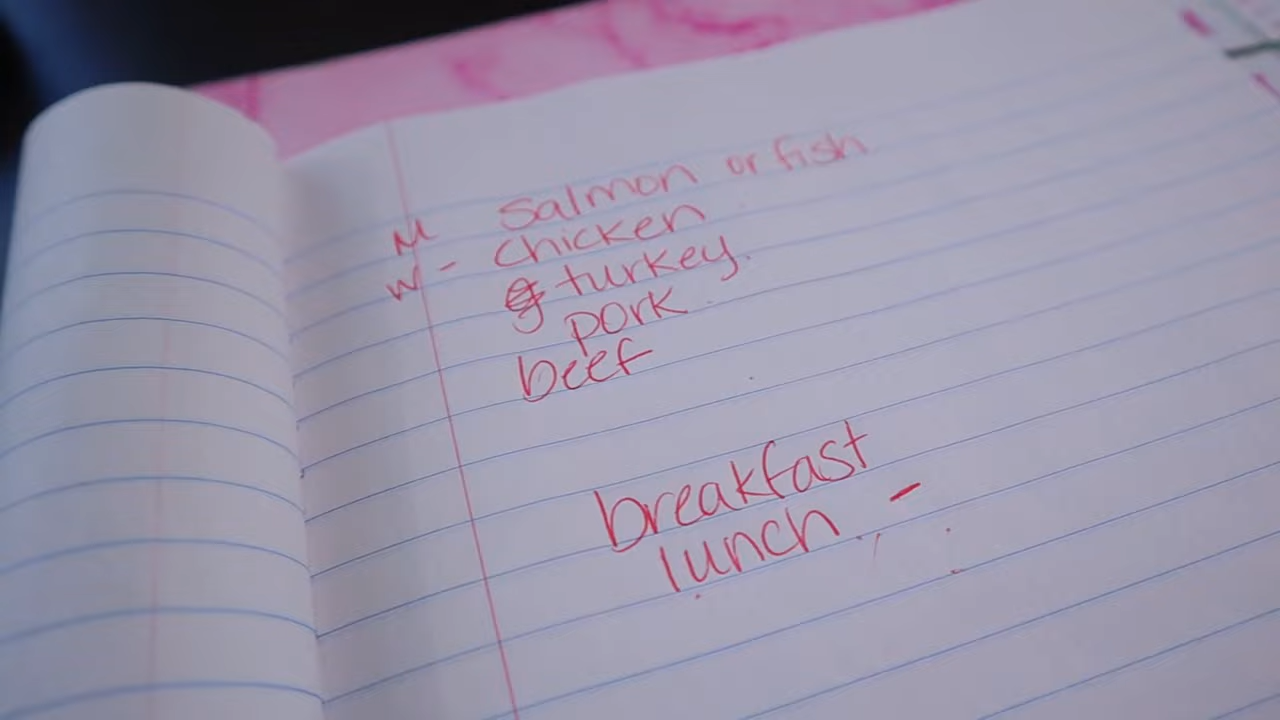 Salmon or fish
M
W - Chicken
turkey.
pork
beef
breakfast -
lunch